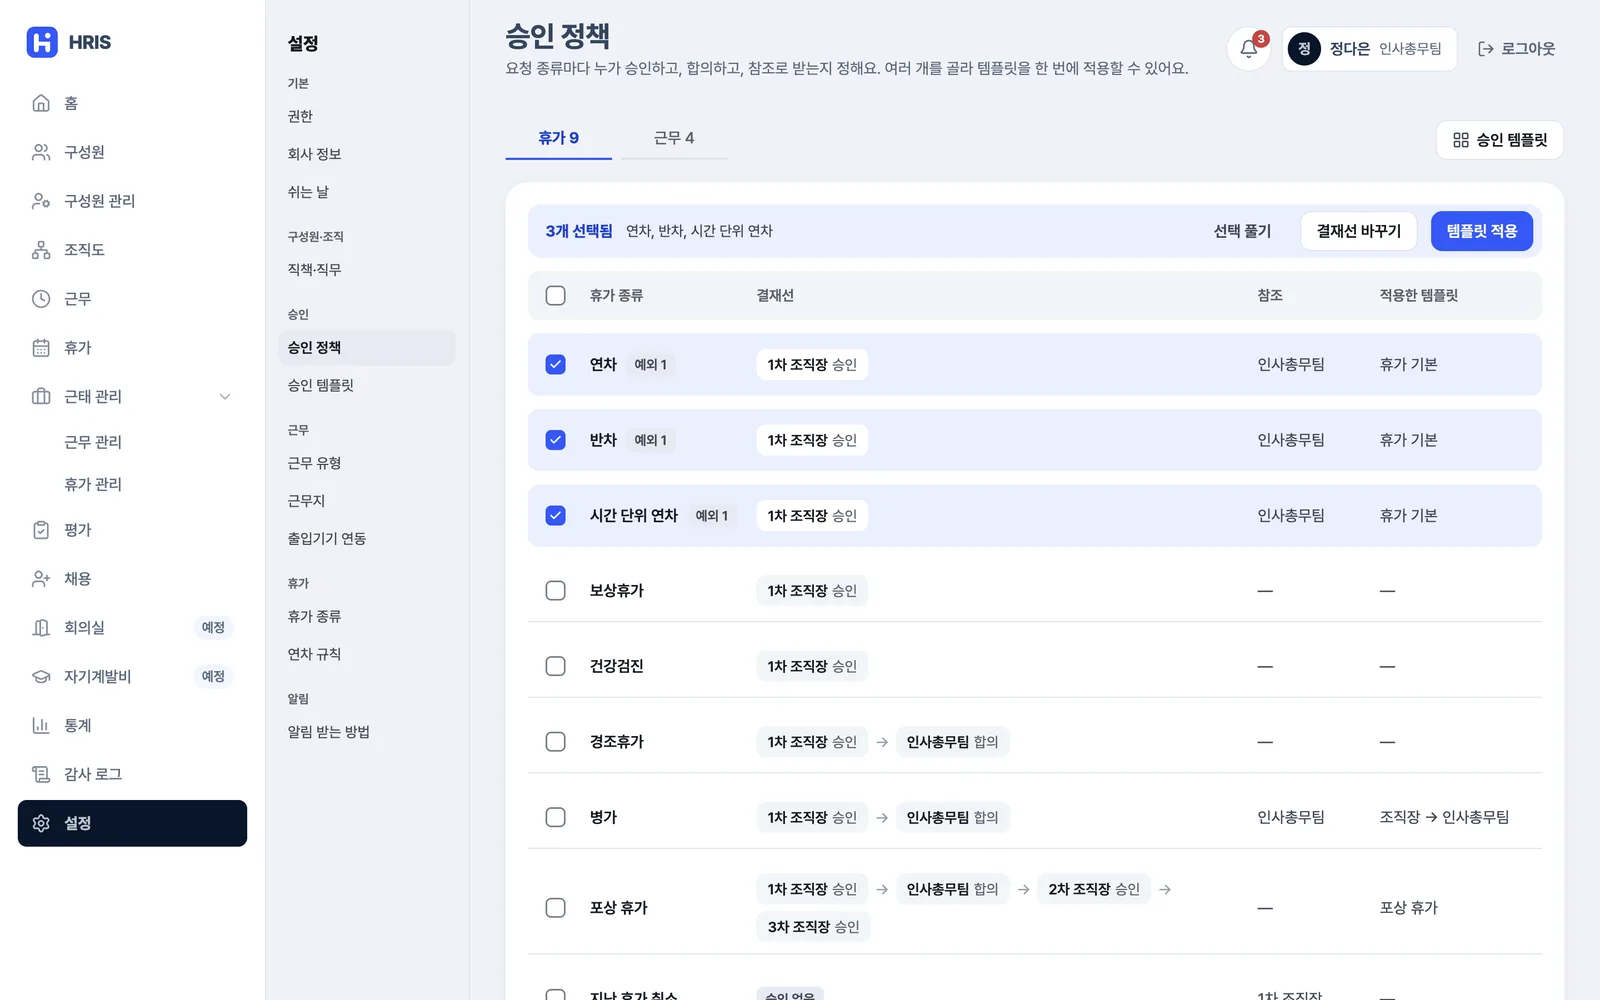 HRIS
홈
구성원
구성원 관리
조직도
근무
휴가
근태 관리
근무 관리
휴가 관리
평가
채용
회의실 예정
자기계발비 예정
통계
감사 로그
설정
설정
기본
권한
회사 정보
쉬는 날
구성원·조직
직책·직무
승인
승인 정책
승인 템플릿
근무
근무 유형
근무지
출입기기 연동
휴가
휴가 종류
연차 규칙
알림
알림 받는 방법
승인 정책
요청 종류마다 누가 승인하고, 합의하고, 참조로 받는지 정해요. 여러 개를 골라 템플릿을 한 번에 적용할 수 있어요.
3
정 정다은 인사총무팀
로그아웃
휴가 9 근무 4
승인 템플릿
3개 선택됨 연차, 반차, 시간 단위 연차 선택 풀기 결재선 바꾸기 템플릿 적용
휴가 종류 결재선 참조 적용한 템플릿
연차 예외 1 1차 조직장 승인 인사총무팀 휴가 기본
반차 예외 1 1차 조직장 승인 인사총무팀 휴가 기본
시간 단위 연차 예외 1 1차 조직장 승인 인사총무팀 휴가 기본
보상휴가 1차 조직장 승인 — —
건강검진 1차 조직장 승인 — —
경조휴가 1차 조직장 승인 → 인사총무팀 합의 — —
병가 1차 조직장 승인 → 인사총무팀 합의 인사총무팀 조직장 → 인사총무팀
포상 휴가 1차 조직장 승인 → 인사총무팀 합의 → 2차 조직장 승인 → — 포상 휴가
3차 조직장 승인
지난 휴가 취소 승인 없음 1차 조직장 —